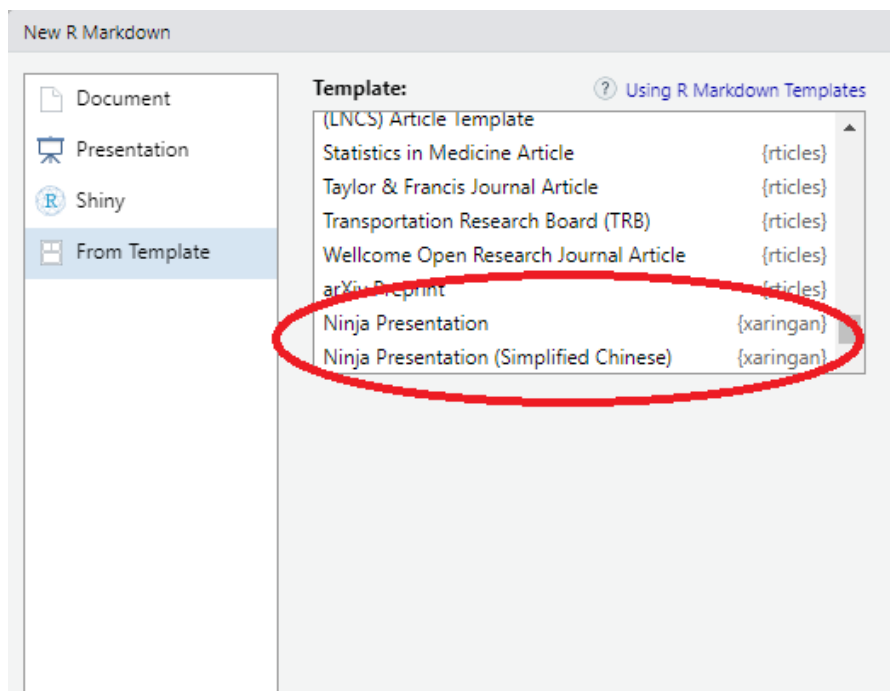 New R Markdown
Document
Presentation
Shiny
From Template
Template:
Using R Markdown Templates
(LNCS) Article Template
Statistics in Medicine Article {rticles}
Taylor & Francis Journal Article {rticles}
Transportation Research Board (TRB) {rticles}
Wellcome Open Research Journal Article {rticles}
arXiv Preprint {rticles}
Ninja Presentation {xaringan}
Ninja Presentation (Simplified Chinese) {xaringan}